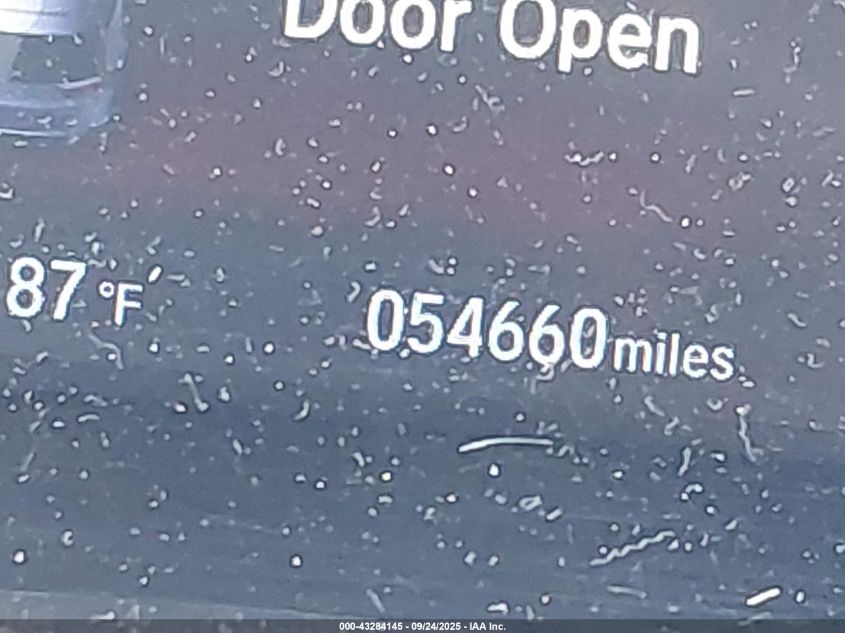 Door Open
87 °F 054660 miles
000-43284145 - 09/24/2025 - IAA Inc.